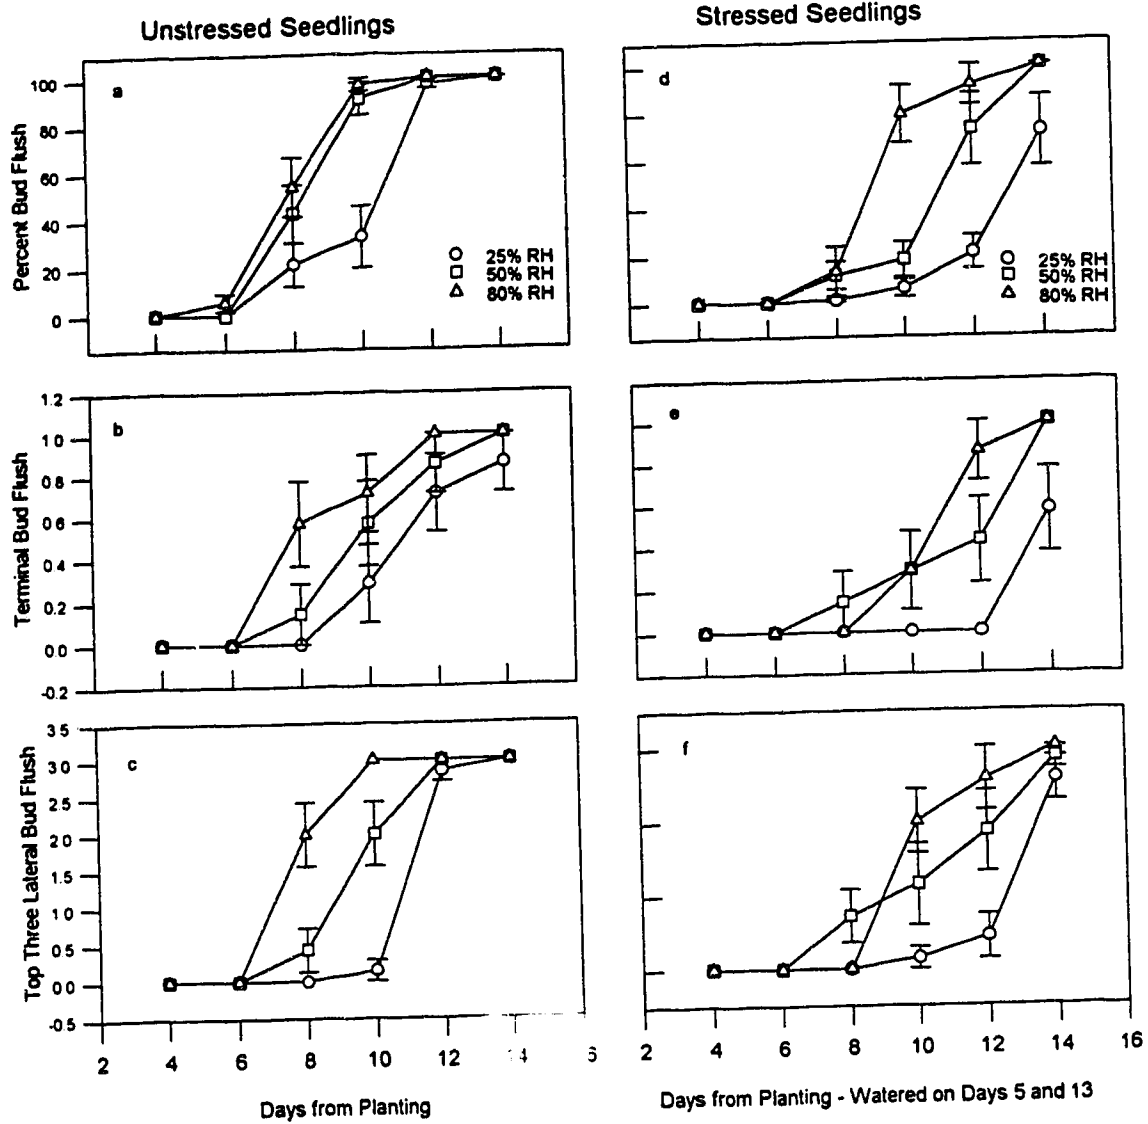 Unstressed Seedlings
Stressed Seedlings
a
Percent Bud Flush
100
80
60
40
20
0
25% RH
50% RH
80% RH
d
25% RH
50% RH
80% RH
b
Terminal Bud Flush
1.2
1.0
0.8
0 6
0.4
0.2
0.0
-0.2
e
c
Top Three Lateral Bud Flush
3 5
3.0
2.5
2 0
1.5
1 0
0 5
0 0
-0.5
f
2 4 6 8 10 12 14 6
2 4 6 8 10 12 14 16
Days from Planting
Days from Planting - Watered on Days 5 and 13